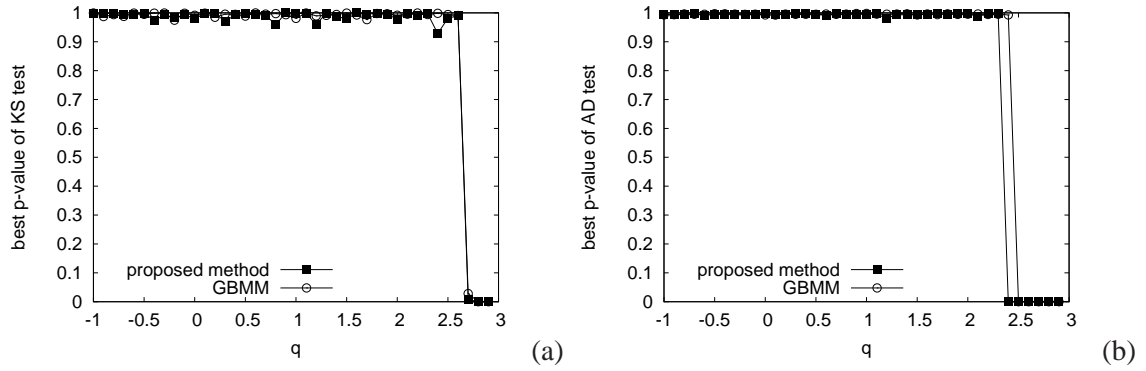 1
0.9
0.8
0.7
0.6
0.5
0.4
0.3
0.2
0.1
0
best p-value of KS test
proposed method
GBMM
-1 -0.5 0 0.5 1 1.5 2 2.5 3
q
(a)
1
0.9
0.8
0.7
0.6
0.5
0.4
0.3
0.2
0.1
0
best p-value of AD test
proposed method
GBMM
-1 -0.5 0 0.5 1 1.5 2 2.5 3
q
(b)